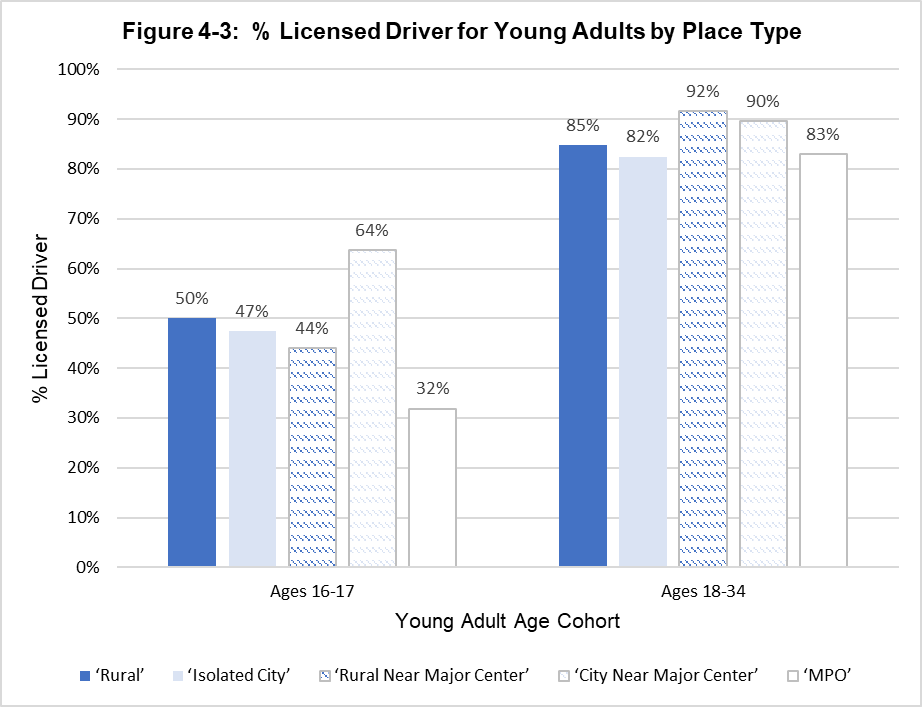 Figure 4-3:  % Licensed Driver for Young Adults by Place Type
100%
90%
80%
70%
60%
50%
40%
30%
20%
10%
0%
% Licensed Driver
50%
47%
44%
64%
32%
85%
82%
92%
90%
83%
Ages 16-17
Ages 18-34
Young Adult Age Cohort
‘Rural’
‘Isolated City’
‘Rural Near Major Center’
‘City Near Major Center’
‘MPO’